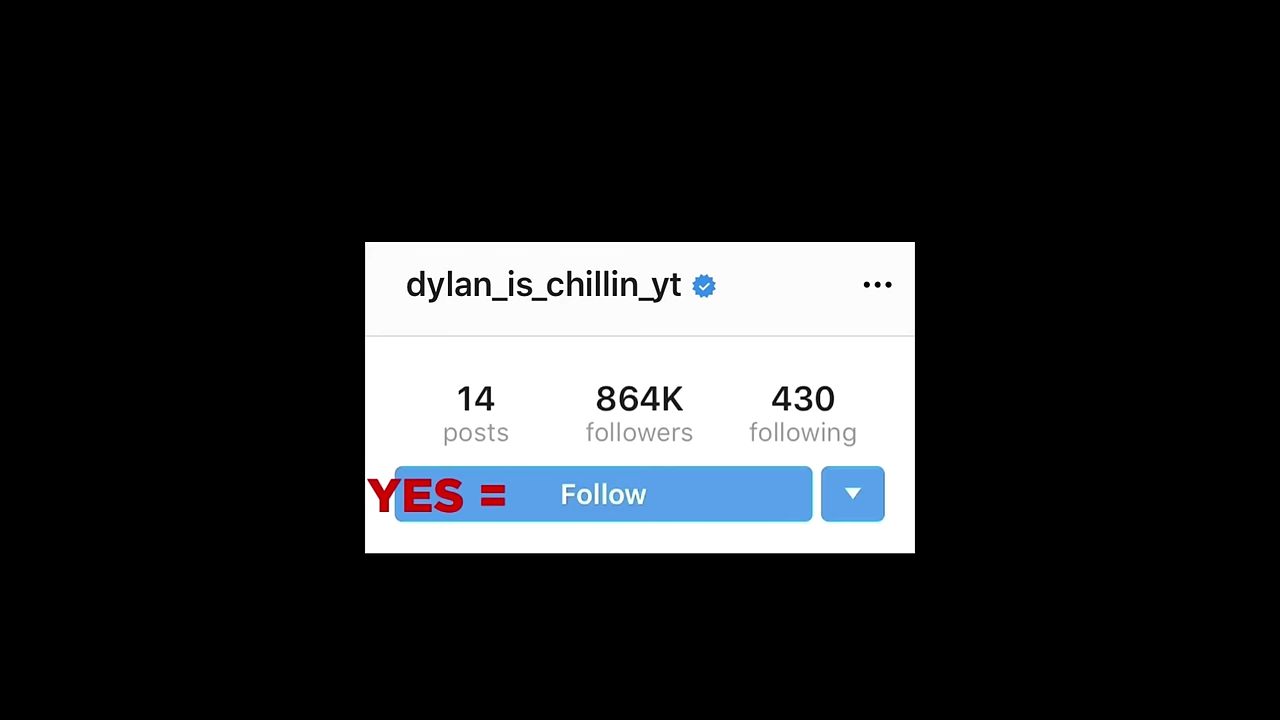 dylan_is_chillin_yt
14 864K 430
posts followers following
YES = Follow